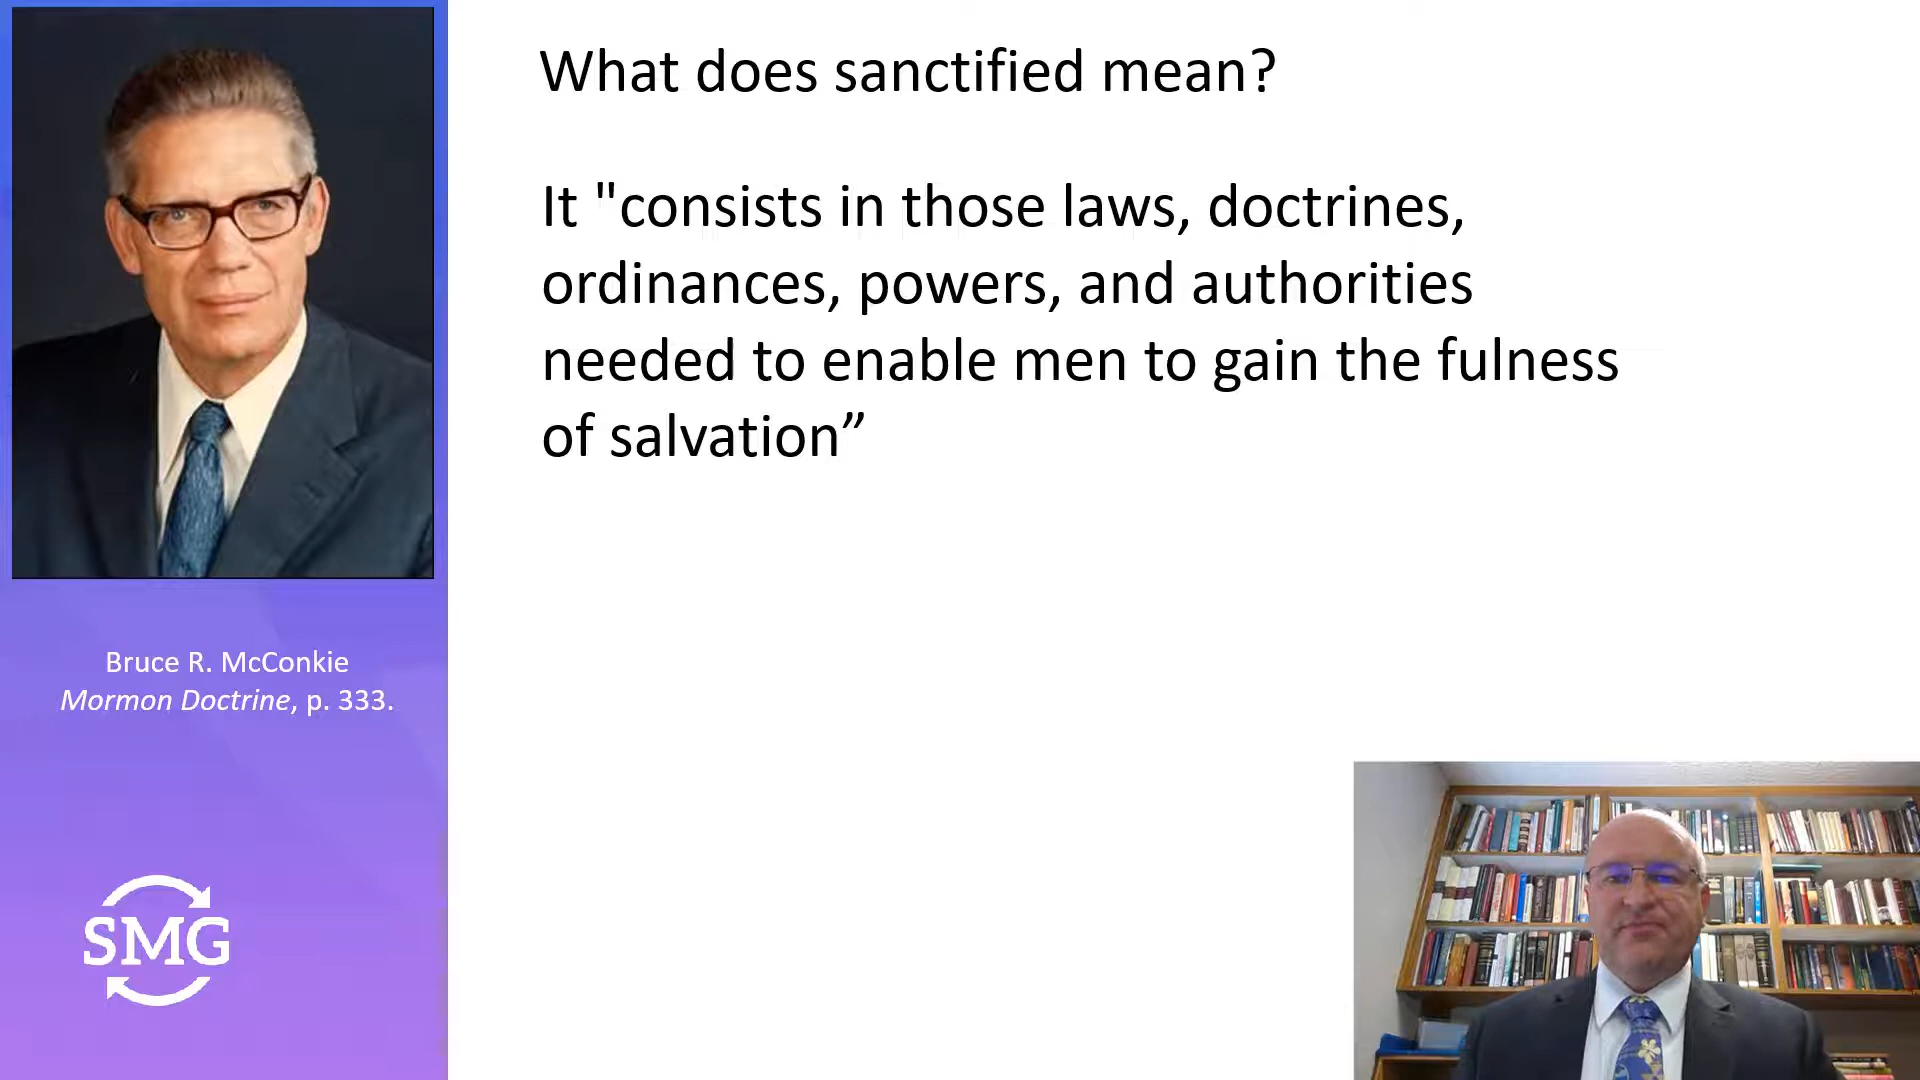 What does sanctified mean?
It "consists in those laws, doctrines,
ordinances, powers, and authorities
needed to enable men to gain the fulness
of salvation”
Bruce R. McConkie
Mormon Doctrine, p. 333.
SMG